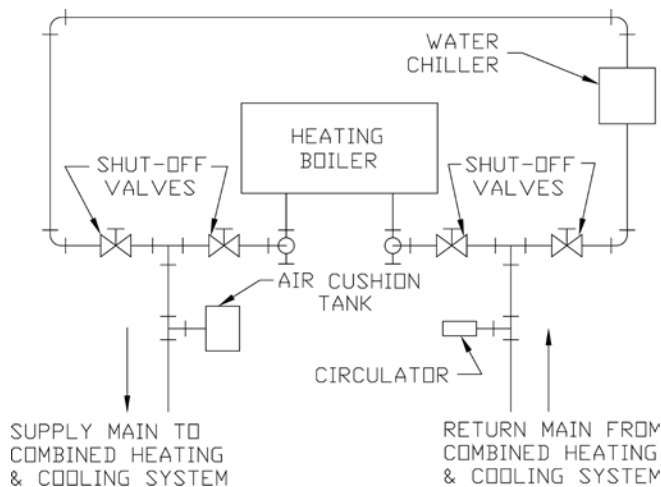 WATER
CHILLER
HEATING
BOILER
SHUT-OFF
VALVES
SHUT-OFF
VALVES
AIR CUSHION
TANK
CIRCULATOR
SUPPLY MAIN TO
COMBINED HEATING
& COOLING SYSTEM
RETURN MAIN FROM
COMBINED HEATING
& COOLING SYSTEM